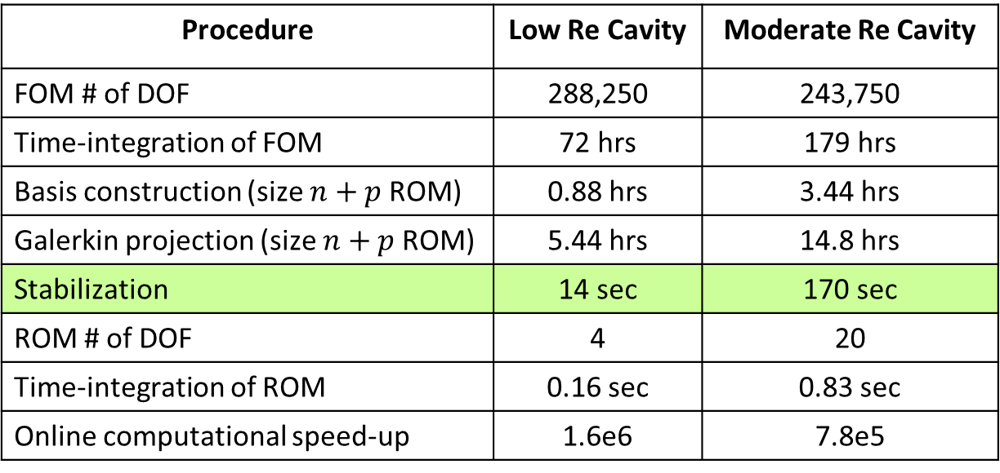 Procedure Low Re Cavity Moderate Re Cavity
FOM # of DOF 288,250 243,750
Time-integration of FOM 72 hrs 179 hrs
Basis construction (size n + p ROM) 0.88 hrs 3.44 hrs
Galerkin projection (size n + p ROM) 5.44 hrs 14.8 hrs
Stabilization 14 sec 170 sec
ROM # of DOF 4 20
Time-integration of ROM 0.16 sec 0.83 sec
Online computational speed-up 1.6e6 7.8e5